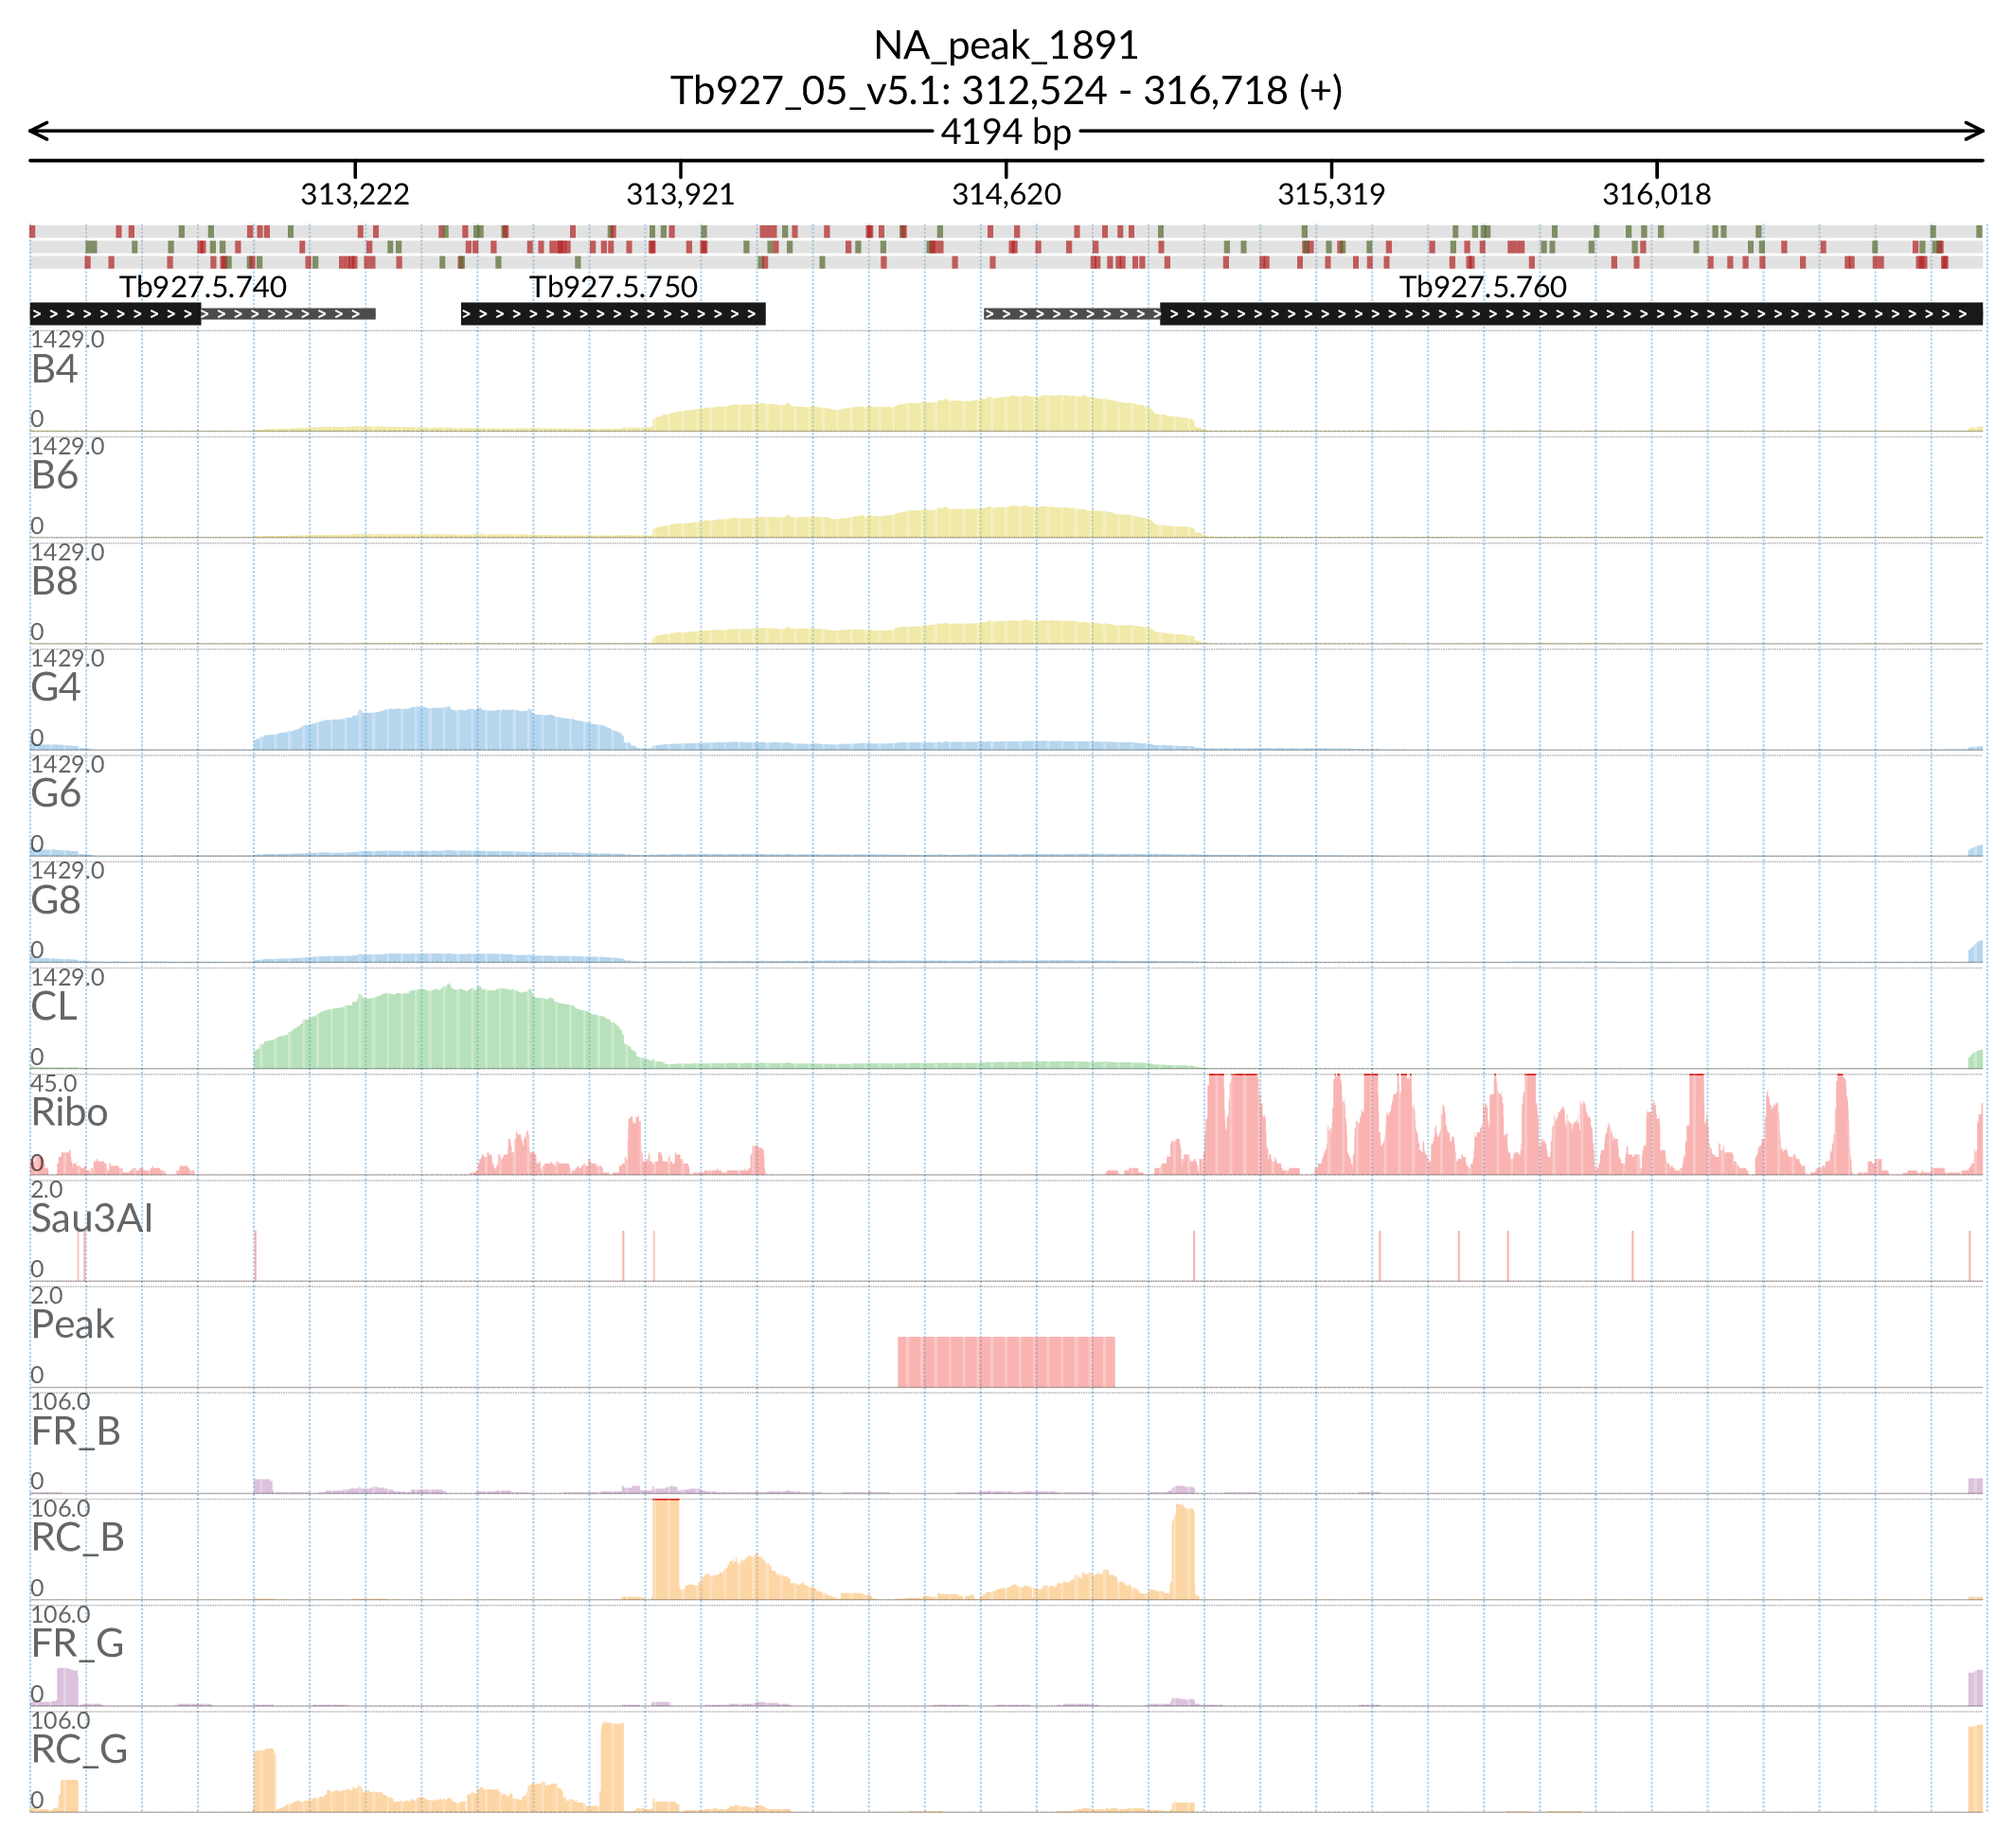 NA_peak_1891
Tb927_05_v5.1: 312,524 - 316,718 (+)
4194 bp
313,222 313,921 314,620 315,319 316,018
Tb927.5.740 Tb927.5.750 Tb927.5.760
1429.0
B4
0
1429.0
B6
0
1429.0
B8
0
1429.0
G4
0
1429.0
G6
0
1429.0
G8
0
1429.0
CL
0
45.0
Ribo
0
2.0
Sau3AI
0
2.0
Peak
0
106.0
FR_B
0
106.0
RC_B
0
106.0
FR_G
0
106.0
RC_G
0